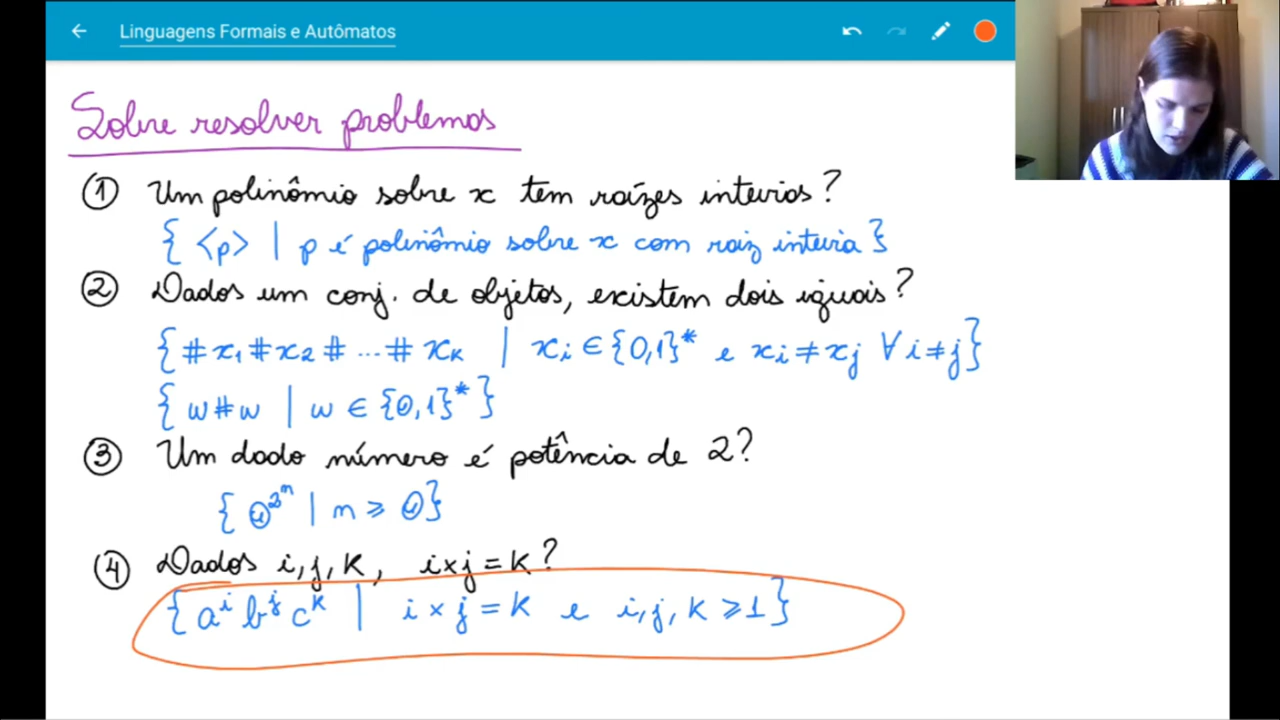 Linguagens Formais e Autômatos
Sobre resolver problemas
① Um polinômio sobre x tem raízes inteiras?
{ <p> | p é polinômio sobre x com raiz inteira }
② Dados um conj. de objetos, existem dois iguais?
{ #x₁#x₂# ...# xₖ | xᵢ ∈ {0,1}* e xᵢ ≠ xⱼ ∀ i ≠ j }
{ w#w | w ∈ {0,1}* }
③ Um dado número é potência de 2?
{ 0^2^n | n ≥ 0 }
④ Dados i, j, k, i×j = k?
{ aⁱ bʲ cᵏ | i × j = k e i, j, k ≥ 1 }